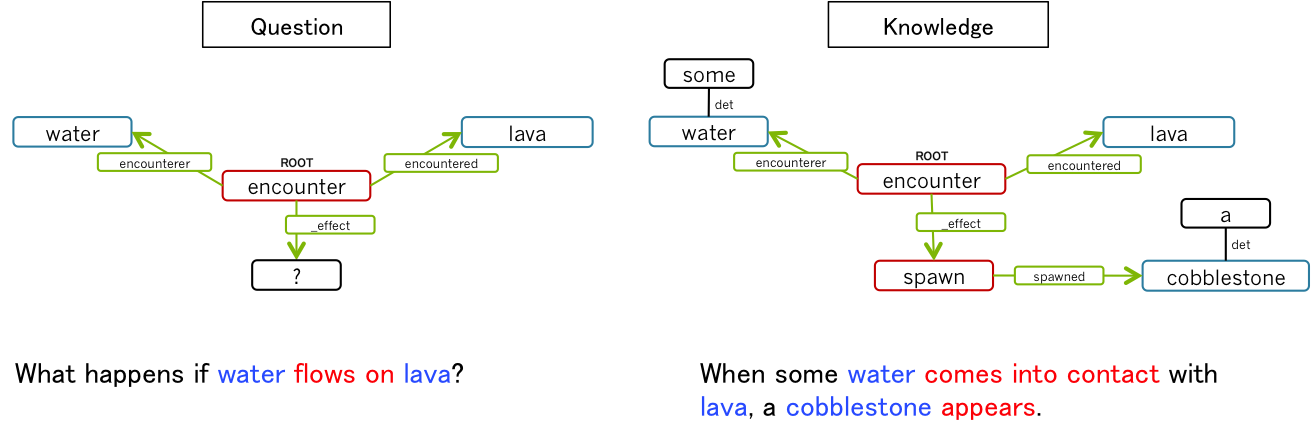 Question
Knowledge
some
det
water
lava
water
lava
encounterer
ROOT
encountered
encounterer
ROOT
encountered
encounter
encounter
a
_effect
_effect
det
?
spawn
spawned
cobblestone
What happens if water flows on lava?
When some water comes into contact with
lava, a cobblestone appears.